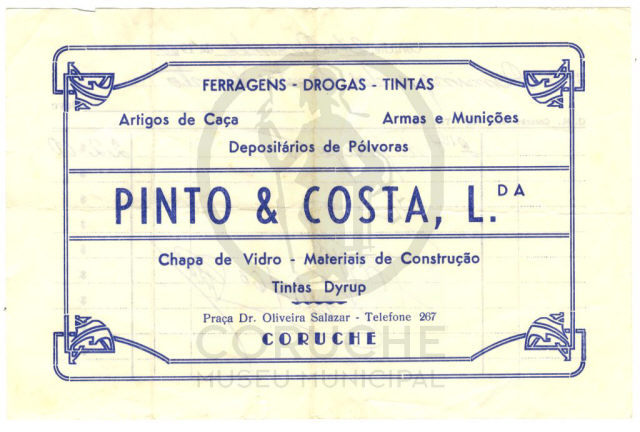 FERRAGENS - DROGAS - TINTAS
Artigos de Caça Armas e Munições
Depositários de Pólvoras
PINTO & COSTA, L.DA
Chapa de Vidro - Materiais de Construção
Tintas Dyrup
Praça Dr. Oliveira Salazar - Telefone 267
CORUCHE
CORUCHE
MUSEU MUNICIPAL